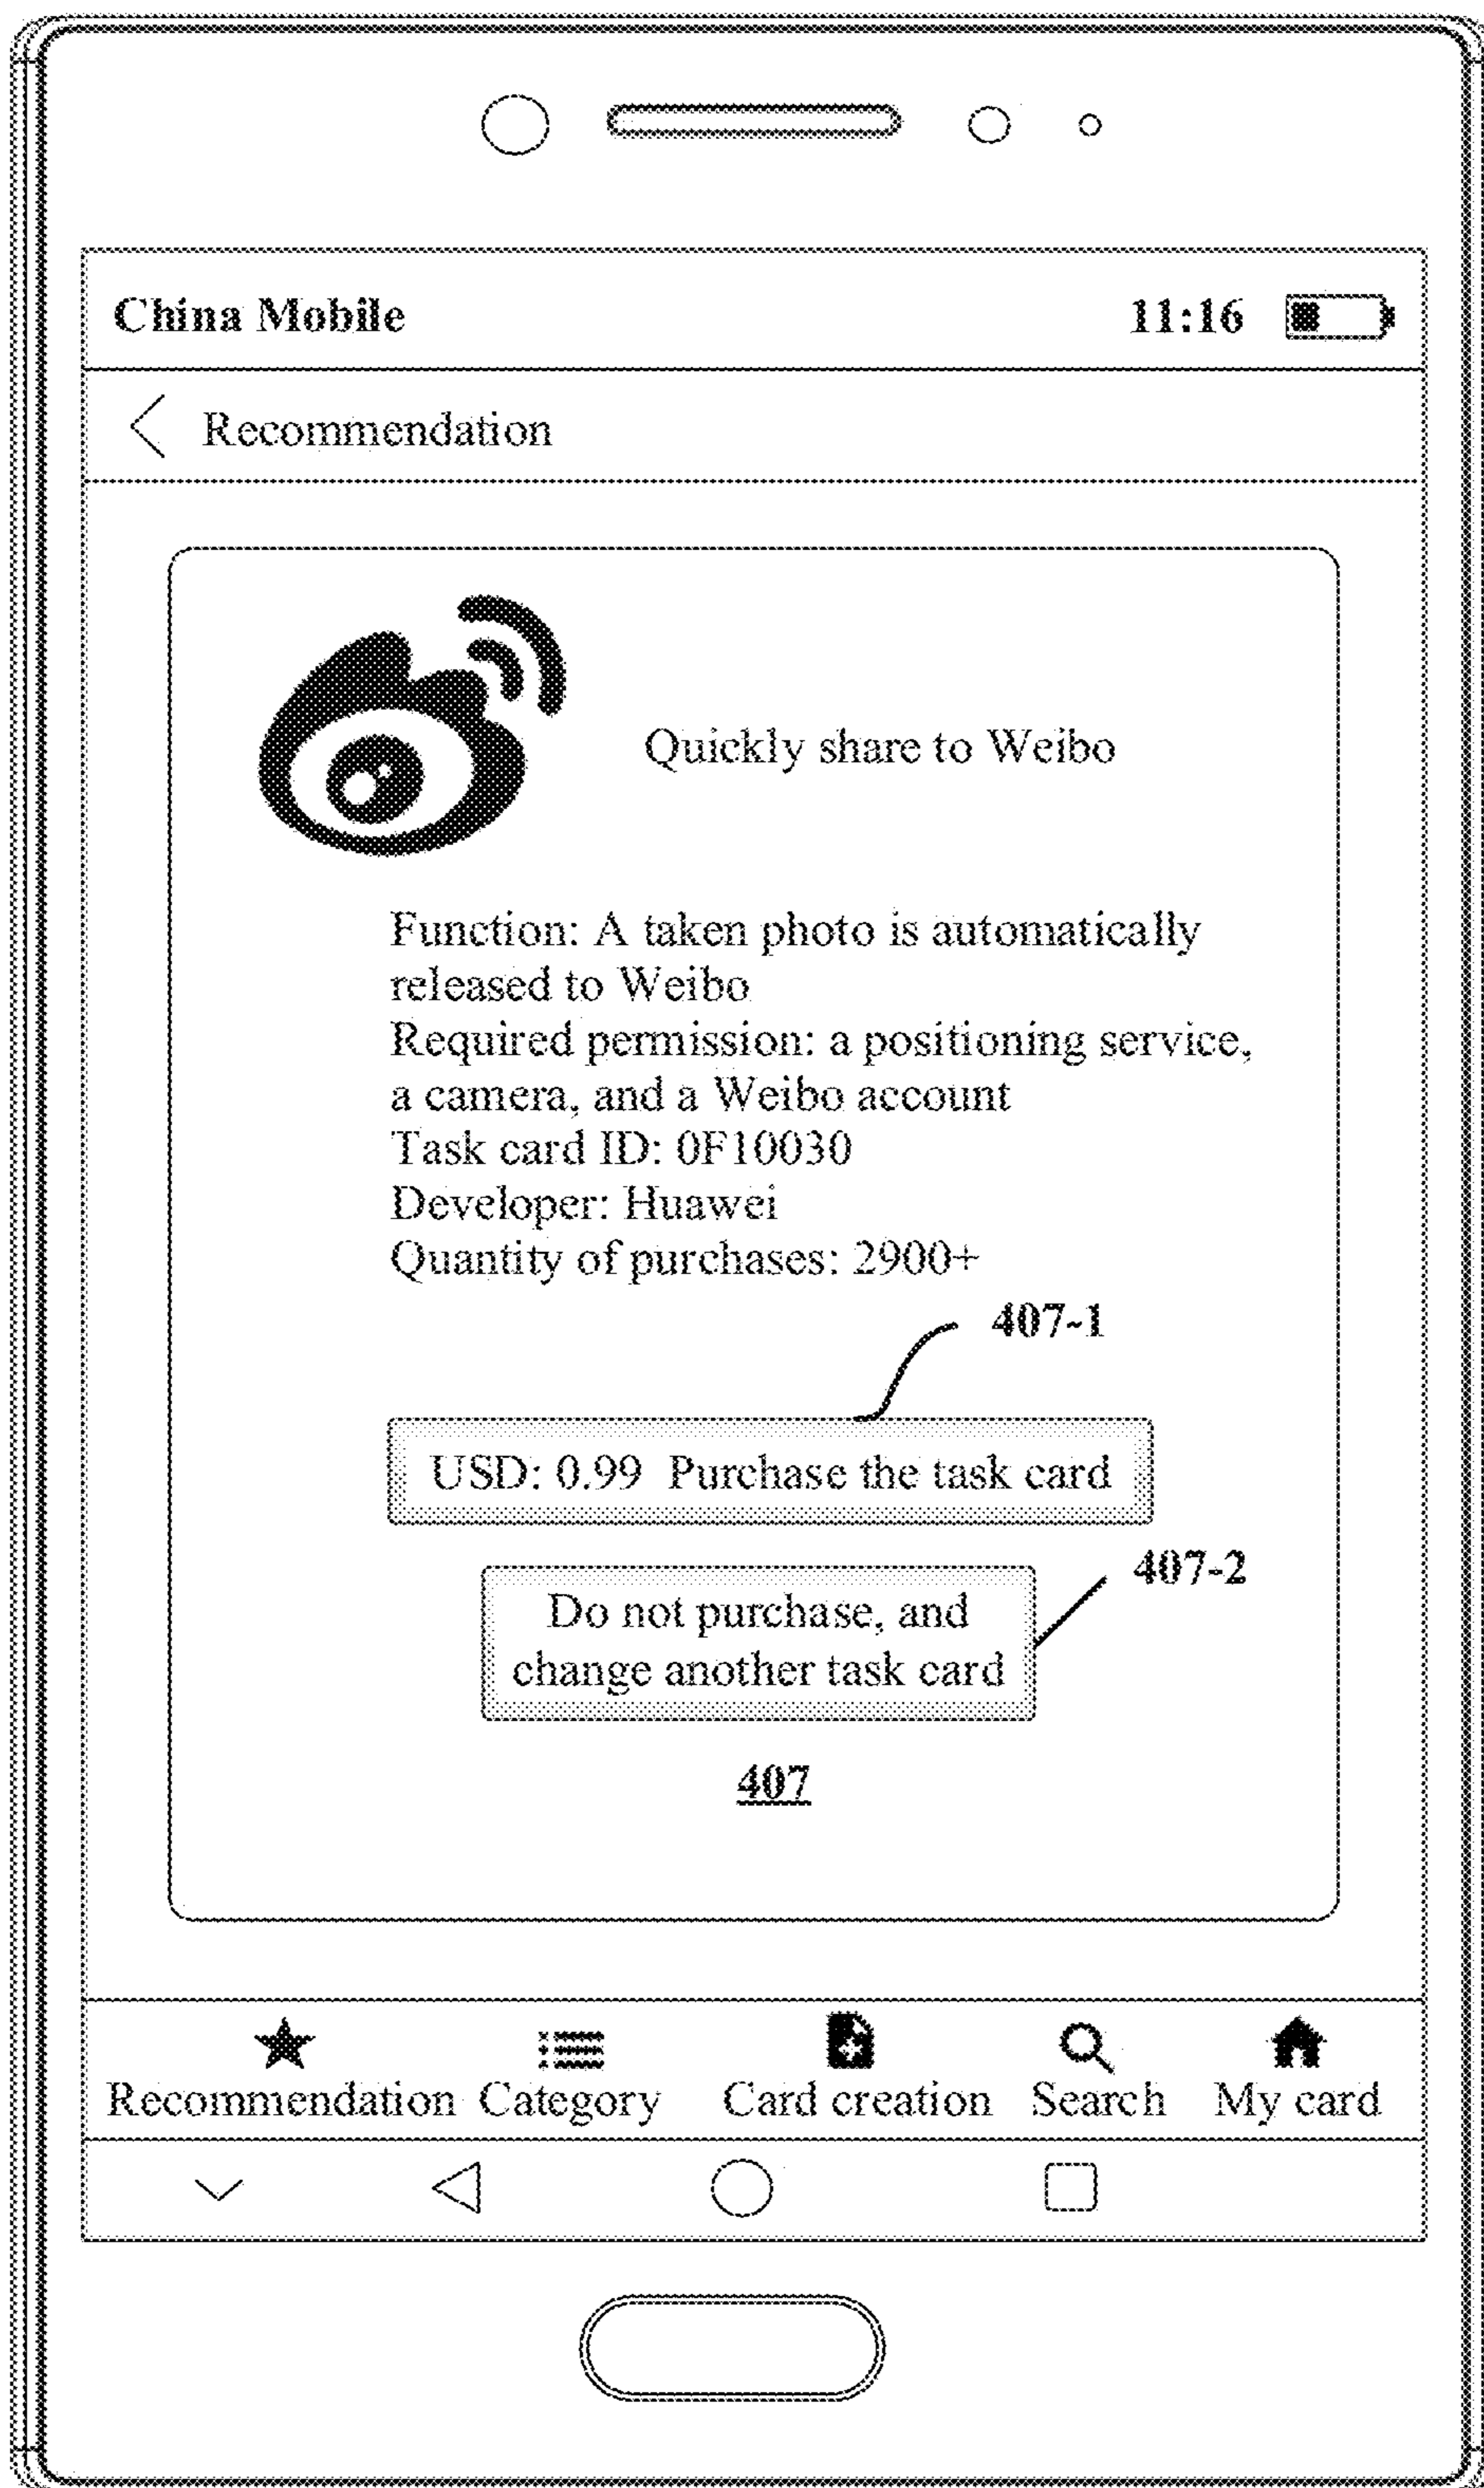 China Mobile 11:16
Recommendation
Quickly share to Weibo
Function: A taken photo is automatically
released to Weibo
Required permission: a positioning service,
a camera, and a Weibo account
Task card ID: 0F10030
Developer: Huawei
Quantity of purchases: 2900+
407-1
USD: 0.99 Purchase the task card
407-2
Do not purchase, and
change another task card
407
Recommendation Category Card creation Search My card